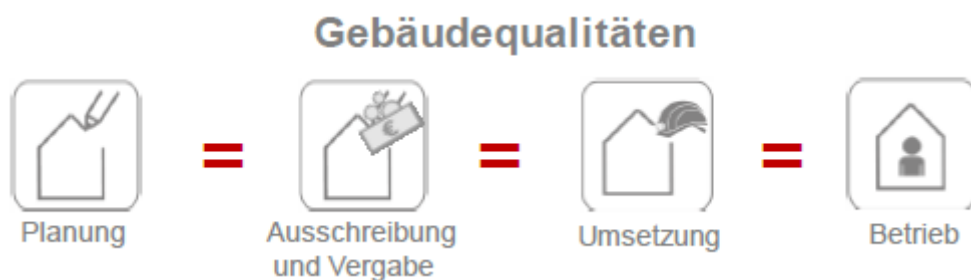 Gebäudequalitäten
€
= = =
Planung
Ausschreibung
und Vergabe
Umsetzung
Betrieb